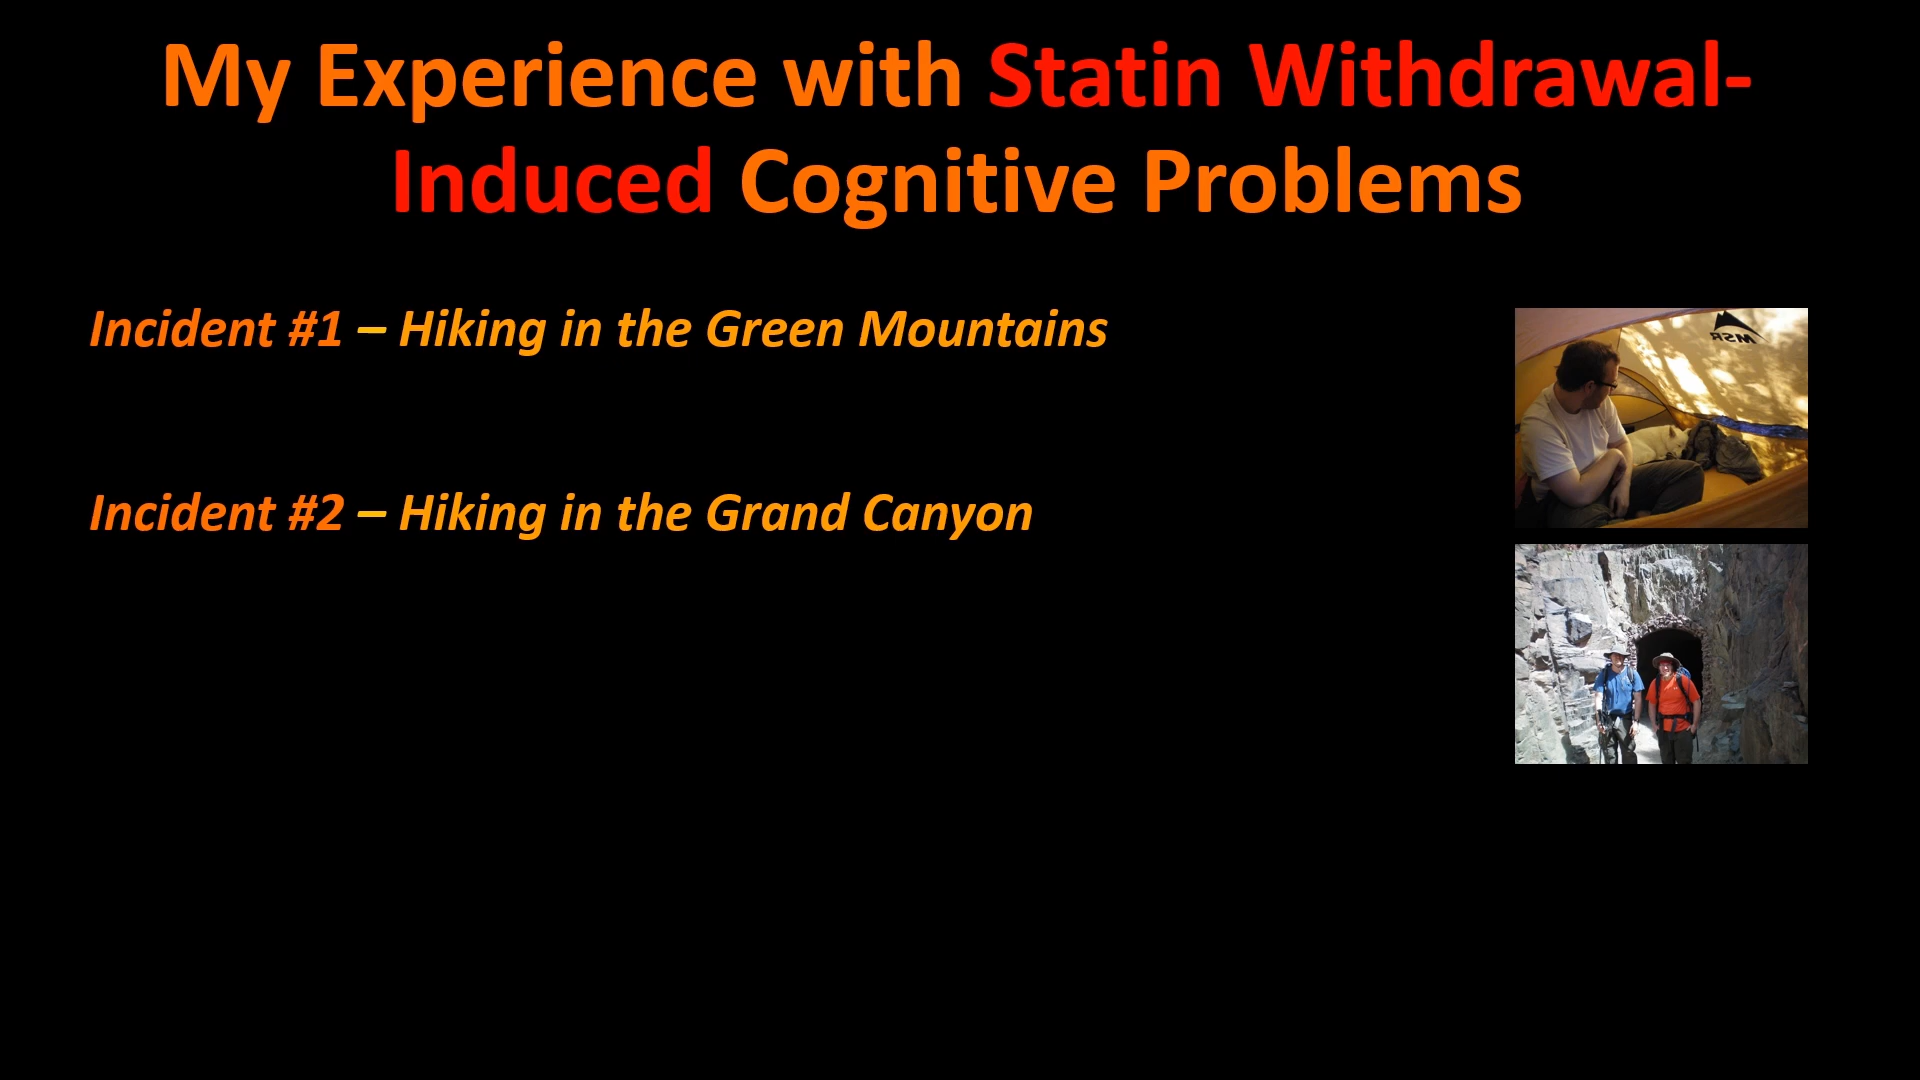 My Experience with Statin Withdrawal-
Induced Cognitive Problems
Incident #1 – Hiking in the Green Mountains
MSR
Incident #2 – Hiking in the Grand Canyon